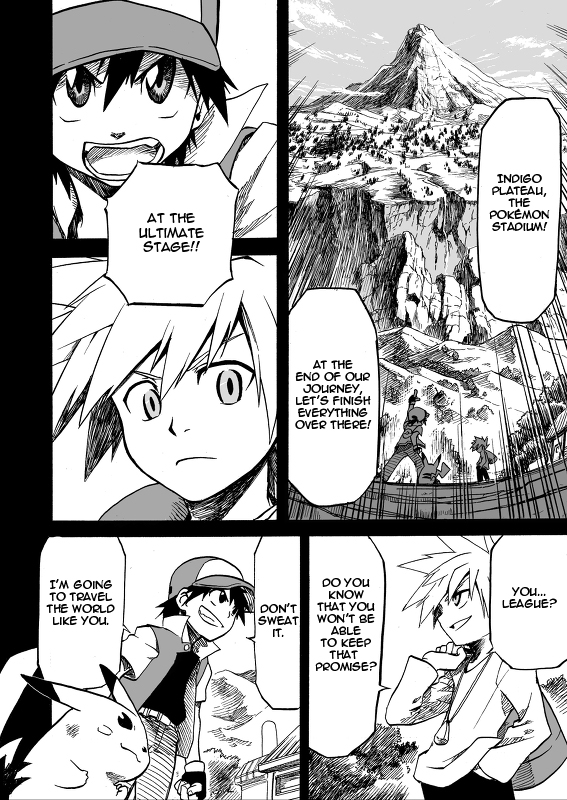 INDIGO
PLATEAU,
THE
POKÉMON
STADIUM!
AT THE
END OF OUR
JOURNEY,
LET'S FINISH
EVERYTHING
OVER THERE!
AT THE
ULTIMATE
STAGE!!
YOU...
LEAGUE?
DO YOU
KNOW
THAT YOU
WON'T BE
ABLE
TO KEEP
THAT
PROMISE?
DON'T
SWEAT
IT.
I'M GOING
TO TRAVEL
THE WORLD
LIKE YOU.